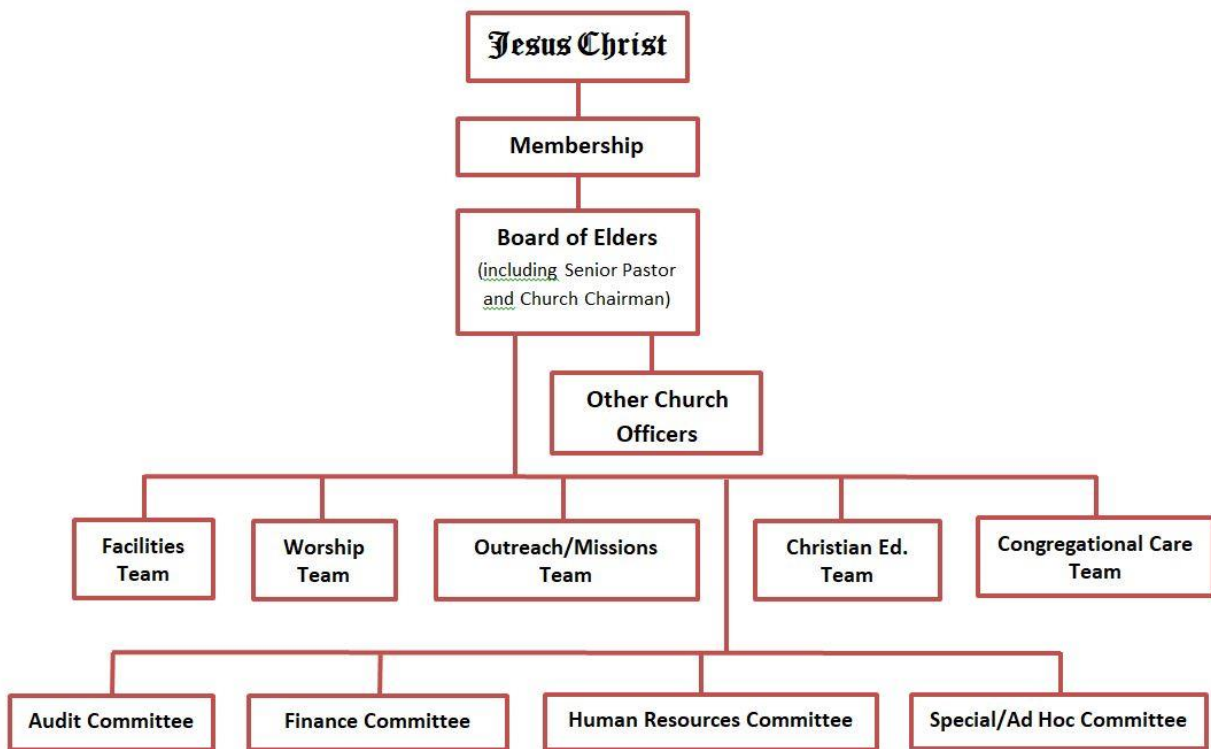 Jesus Christ
Membership
Board of Elders
(including Senior Pastor
and Church Chairman)
Other Church
Officers
Facilities
Team
Worship
Team
Outreach/Missions
Team
Christian Ed.
Team
Congregational Care
Team
Audit Committee
Finance Committee
Human Resources Committee
Special/Ad Hoc Committee